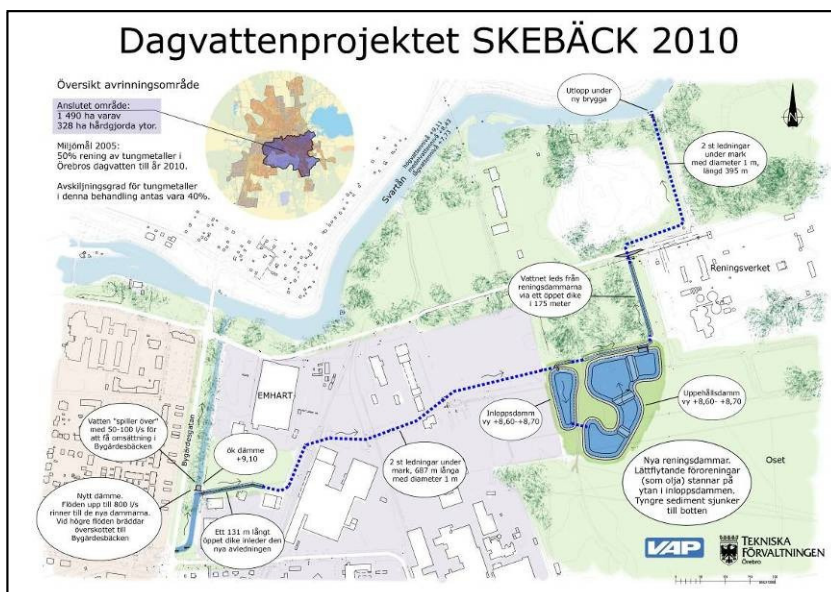 Dagvattenprojektet SKEBÄCK 2010
Översikt avrinningsområde
Anslutet område:
1 490 ha varav
328 ha hårdgjorda ytor.
Miljömål 2005:
50% rening av tungmetaller i
Örebros dagvatten till år 2010.
Avskiljningsgrad för tungmetaller
i denna behandling antas vara 40%.
Svartån
Utlopp under
ny brygga
N
2 st ledningar
under mark
med diameter 1 m,
längd 395 m
Reningsverket
Vattnet leds från
reningsdammarna
via ett öppet dike
i 175 meter
EMHART
Bygärdesgatan
Inloppsdamm
vy +8,60-+8,70
Uppehållsdamm
vy +8,60- +8,70
Vatten "spiller över"
med 50-100 l/s för
att få omsättning i
Bygärdesbäcken
ök dämme
+9,10
2 st ledningar under
mark, 687 m långa
med diameter 1 m
Nytt dämme.
Flöden upp till 800 l/s
rinner till de nya dammarna.
Vid högre flöden bräddar
överskottet till
Bygärdesbäcken
Ett 131 m långt
öppet dike inleder den
nya avledningen
Oset
Nya reningsdammar.
Lättflytande föroreningar
(som olja) stannar på
ytan i inloppsdammen.
Tyngre sediment sjunker
till botten
VAP
TEKNISKA
FÖRVALTNINGEN
Örebro